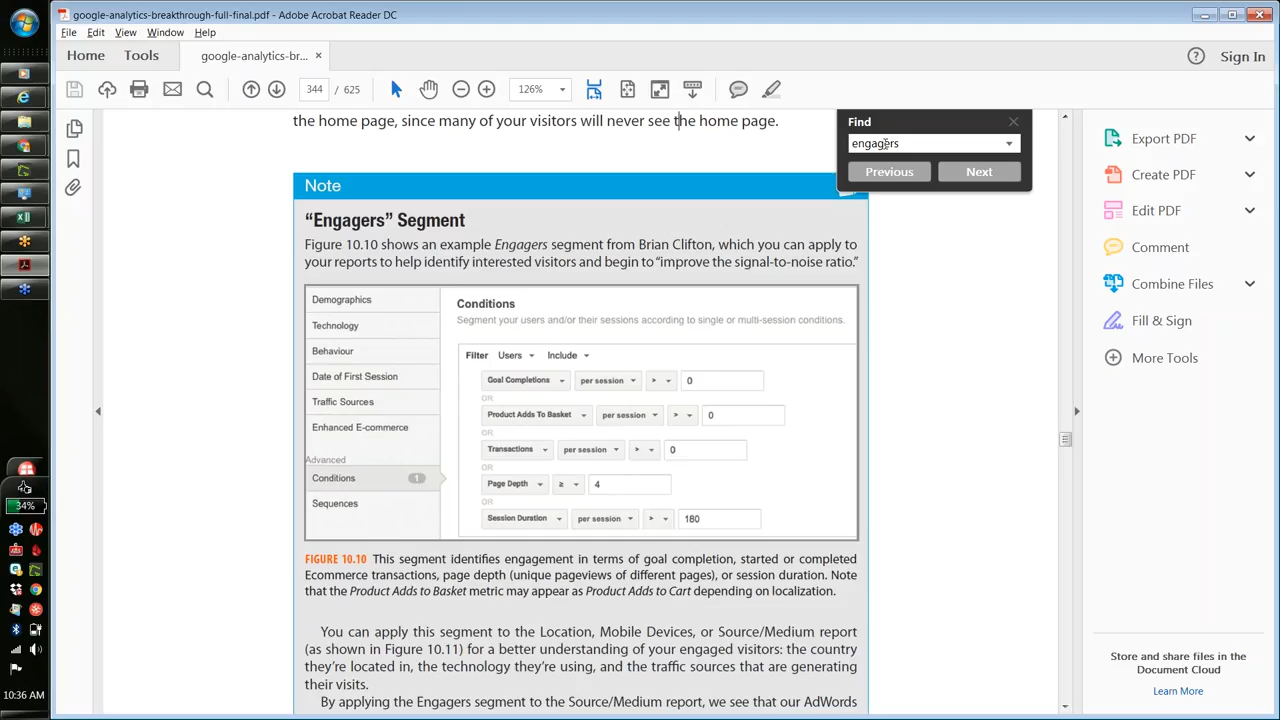 google-analytics-breakthrough-full-final.pdf - Adobe Acrobat Reader DC
File Edit View Window Help
Home Tools google-analytics-br... × Sign In
344 / 625 126%
the home page, since many of your visitors will never see the home page.
Find
engagers
Previous Next
Export PDF
Create PDF
Edit PDF
Comment
Combine Files
Fill & Sign
More Tools
Store and share files in the
Document Cloud
Learn More
Note
“Engagers” Segment
Figure 10.10 shows an example Engagers segment from Brian Clifton, which you can apply to
your reports to help identify interested visitors and begin to “improve the signal-to-noise ratio.”
Demographics
Technology
Behaviour
Date of First Session
Traffic Sources
Enhanced E-commerce
Advanced
Conditions 1
Sequences
Conditions
Segment your users and/or their sessions according to single or multi-session conditions.
Filter Users Include
Goal Completions per session > 0
OR
Product Adds To Basket per session > 0
OR
Transactions per session > 0
OR
Page Depth ≥ 4
OR
Session Duration per session > 180
FIGURE 10.10 This segment identifies engagement in terms of goal completion, started or completed
Ecommerce transactions, page depth (unique pageviews of different pages), or session duration. Note
that the Product Adds to Basket metric may appear as Product Adds to Cart depending on localization.
You can apply this segment to the Location, Mobile Devices, or Source/Medium report
(as shown in Figure 10.11) for a better understanding of your engaged visitors: the country
they’re located in, the technology they’re using, and the traffic sources that are generating
their visits.
By applying the Engagers segment to the Source/Medium report, we see that our AdWords
34%
10:36 AM